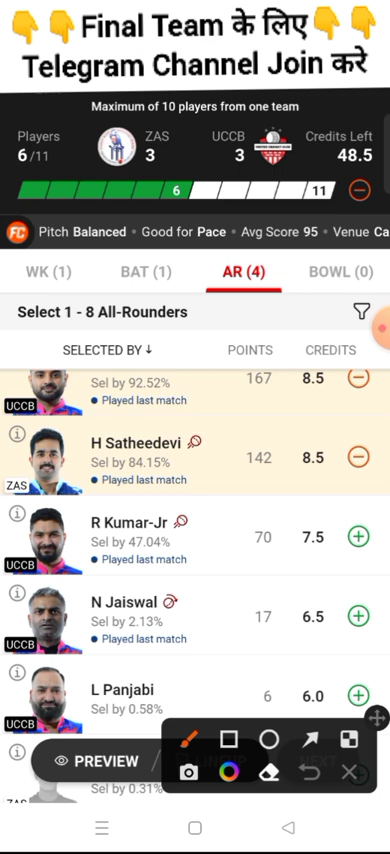 👇👇Final Team के लिए👇👇
Telegram Channel Join करे
Maximum of 10 players from one team
Players
6/11
ZAS
3
UCCB
3
Credits Left
48.5
6
11
FC Pitch Balanced • Good for Pace • Avg Score 95 • Venue Ca
WK (1) BAT (1) AR (4) BOWL (0)
Select 1 - 8 All-Rounders
SELECTED BY ↓ POINTS CREDITS
Sel by 92.52%
167 8.5
• Played last match
UCCB
H Satheedevi
Sel by 84.15%
142 8.5
• Played last match
ZAS
R Kumar-Jr
Sel by 47.04%
70 7.5
• Played last match
UCCB
N Jaiswal
Sel by 2.13%
17 6.5
• Played last match
UCCB
L Panjabi
Sel by 0.58%
6 6.0
UCCB
PREVIEW
Sel by 0.31%
ZAS